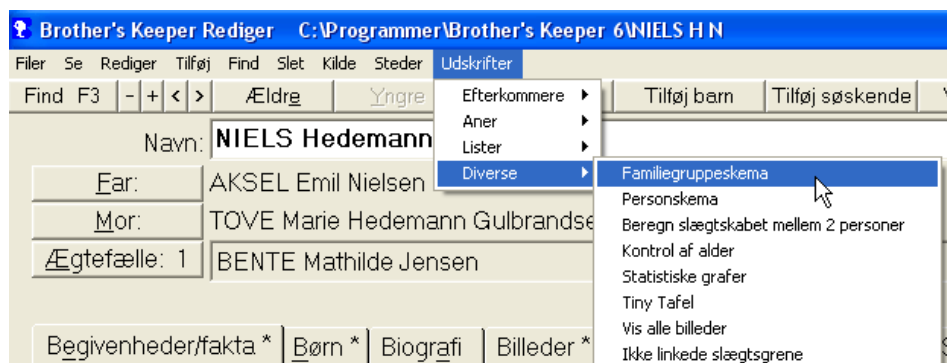 Brother's Keeper Rediger C:\Programmer\Brother's Keeper 6\NIELS H N
Filer Se Rediger Tilføj Find Slet Kilde Steder Udskrifter
Find F3 - + < > Ældre Yngre Tilføj barn Tilføj søskende
Efterkommere
Aner
Lister
Diverse
Navn: NIELS Hedemann
Far: AKSEL Emil Nielsen
Mor: TOVE Marie Hedemann
Ægtefælle: 1 BENTE Mathilde Jensen
Familiegruppeskema
Personskema
Beregn slægtskabet mellem 2 personer
Kontrol af alder
Statistiske grafer
Tiny Tafel
Vis alle billeder
Ikke linkede slægtsgrene
Begivenheder/fakta * Børn * Biografi Billeder *